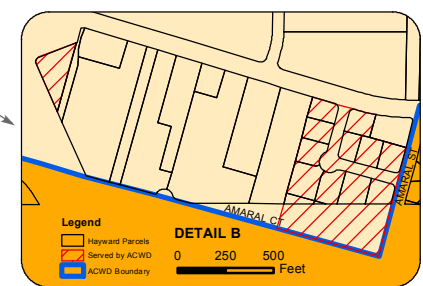 AMARAL ST
AMARAL CT
Legend
Hayward Parcels
Served by ACWD
ACWD Boundary
DETAIL B
0 250 500
Feet